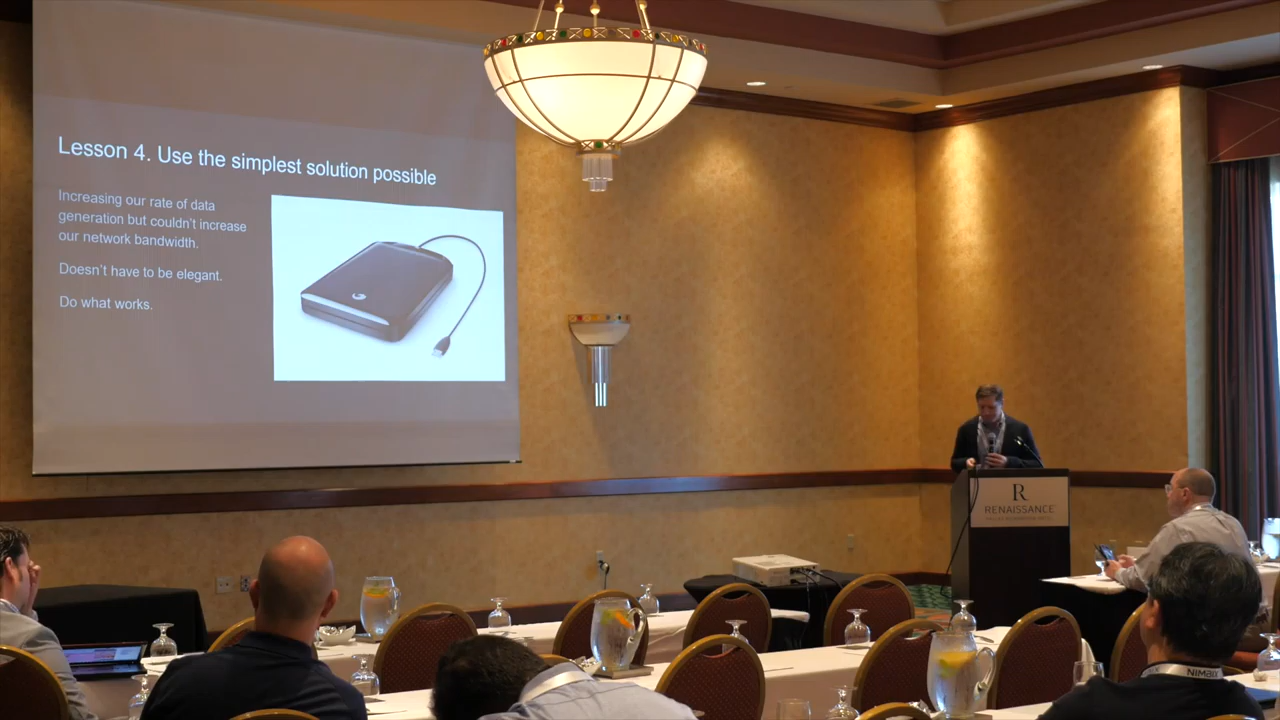 Lesson 4. Use the simplest solution possible
Increasing our rate of data
generation but couldn't increase
our network bandwidth.
Doesn't have to be elegant.
Do what works.
R
RENAISSANCE